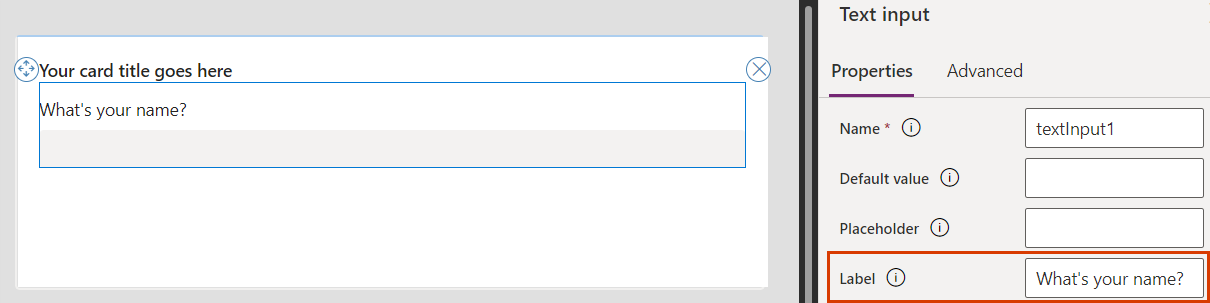 Your card title goes here
What's your name?
Text input
Properties Advanced
Name * i textInput1
Default value i
Placeholder i
Label i What's your name?